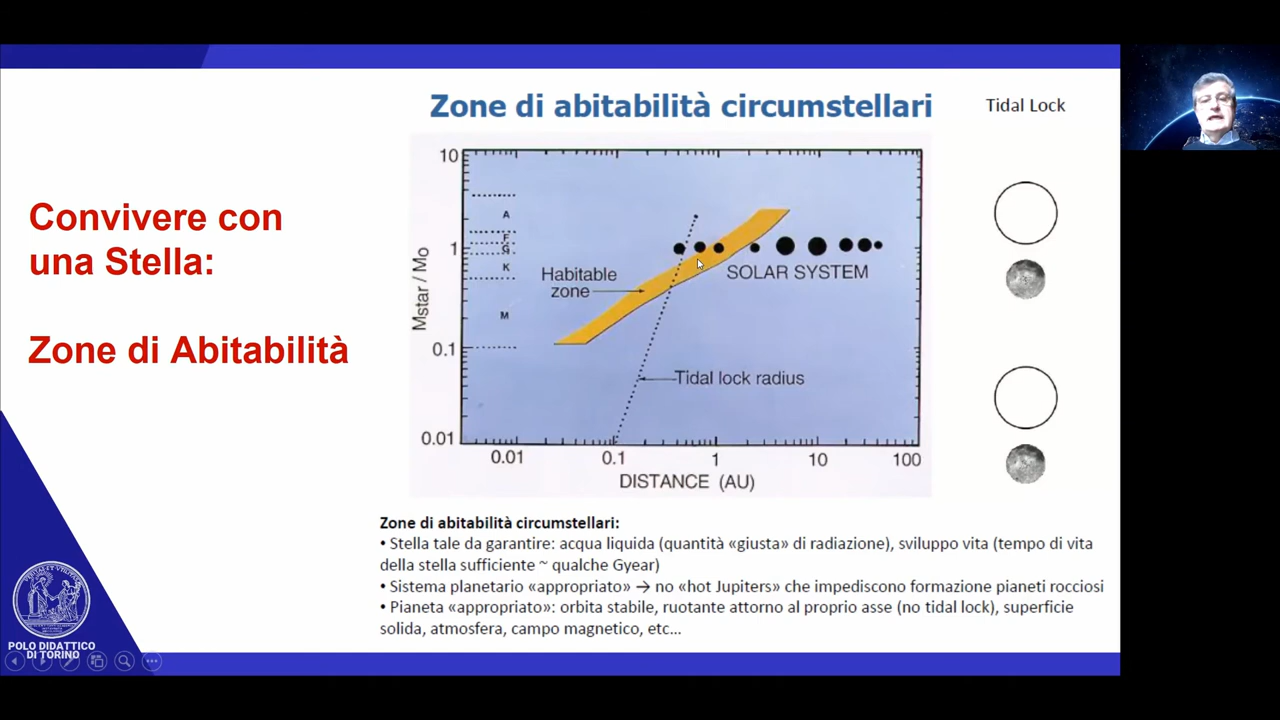 Zone di abitabilità circumstellari
Tidal Lock
Convivere con
una Stella:
Zone di Abitabilità
10
1
0.1
0.01
Mstar / Mo
A
F
G
K
M
Habitable
zone
SOLAR SYSTEM
Tidal lock radius
0.01
0.1
1
10
100
DISTANCE (AU)
Zone di abitabilità circumstellari:
• Stella tale da garantire: acqua liquida (quantità «giusta» di radiazione), sviluppo vita (tempo di vita
della stella sufficiente ~ qualche Gyear)
• Sistema planetario «appropriato» → no «hot Jupiters» che impediscono formazione pianeti rocciosi
• Pianeta «appropriato»: orbita stabile, ruotante attorno al proprio asse (no tidal lock), superficie
solida, atmosfera, campo magnetico, etc...
POLO DIDATTICO
DI TORINO